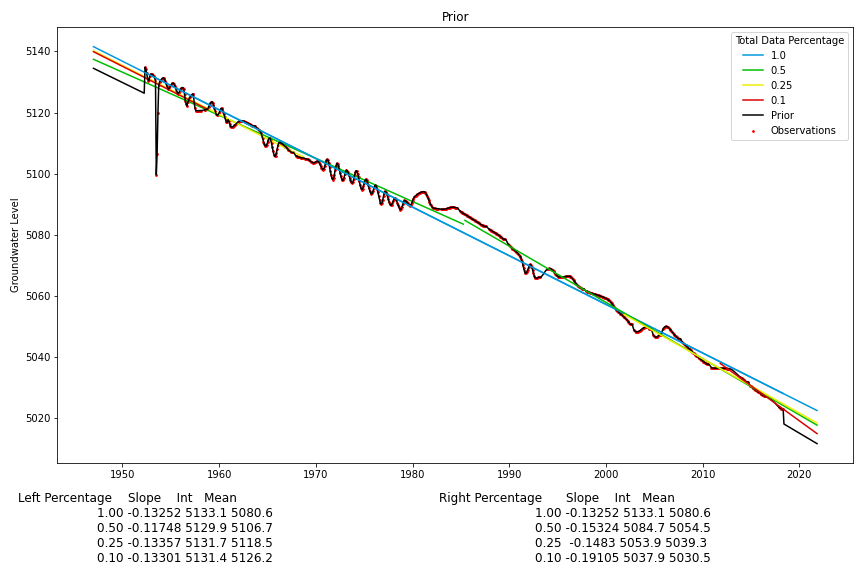 Prior
Total Data Percentage
1.0
0.5
0.25
0.1
Prior
Observations
Groundwater Level
5140
5120
5100
5080
5060
5040
5020
1950 1960 1970 1980 1990 2000 2010 2020
Left Percentage Slope Int Mean
1.00 -0.13252 5133.1 5080.6
0.50 -0.11748 5129.9 5106.7
0.25 -0.13357 5131.7 5118.5
0.10 -0.13301 5131.4 5126.2
Right Percentage Slope Int Mean
1.00 -0.13252 5133.1 5080.6
0.50 -0.15324 5084.7 5054.5
0.25 -0.1483 5053.9 5039.3
0.10 -0.19105 5037.9 5030.5